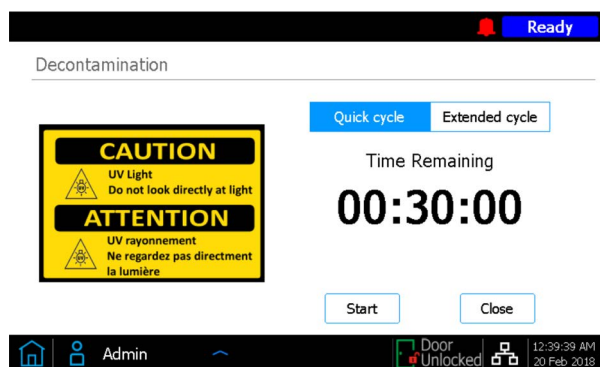 Ready
Decontamination
Quick cycle
Extended cycle
CAUTION
UV Light
Do not look directly at light
ATTENTION
UV rayonnement
Ne regardez pas directment
la lumière
Time Remaining
00:30:00
Start
Close
Admin
Door
Unlocked
12:39:39 AM
20 Feb 2018